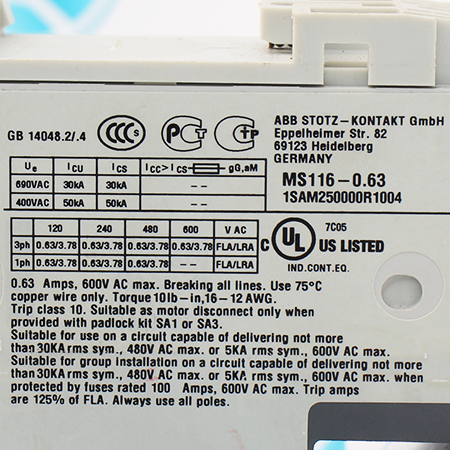 GB 14048.2/.4
CCC
PCT
CTP
ABB STOTZ-KONTAKT GmbH
Eppelheimer Str. 82
69123 Heidelberg
GERMANY
MS116-0.63
1SAM250000R1004
Ue ICU ICS ICC>ICS gG,aM
690VAC 30kA 30kA --
400VAC 50kA 50kA --
120 240 480 600 V AC
3ph 0.63/3.78 0.63/3.78 0.63/3.78 0.63/3.78 FLA/LRA
1ph 0.63/3.78 0.63/3.78 0.63/3.78 -- FLA/LRA
C UL US LISTED
7C05
IND.CONT.EQ.
0.63 Amps, 600V AC max. Breaking all lines. Use 75°C
copper wire only. Torque 10lb-in,16-12 AWG.
Trip class 10. Suitable as motor disconnect only when
provided with padlock kit SA1 or SA3.
Suitable for use on a circuit capable of delivering not more
than 30KA rms sym., 480V AC max. or 5KA rms sym., 600V AC max.
Suitable for group installation on a circuit capable of delivering not more
than 30KA rms sym., 480V AC max. or 5KA rms sym., 600V AC max. when
protected by fuses rated 100 Amps, 600V AC max. Trip amps
are 125% of FLA. Always use all poles.